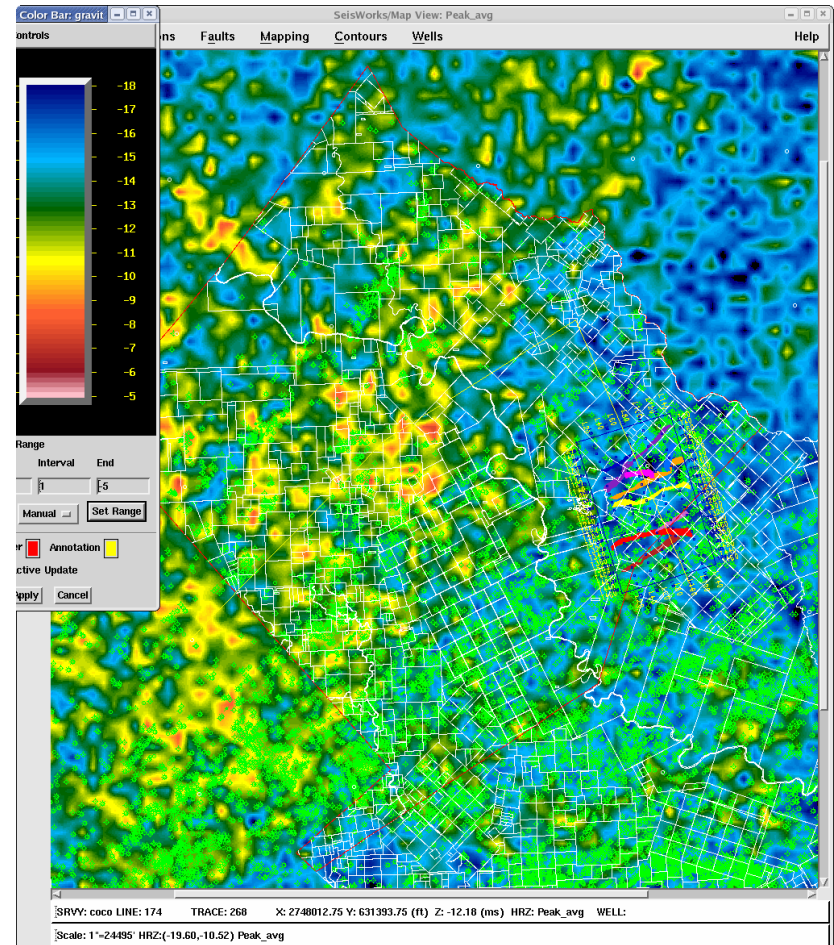 Color Bar: gravit
SeisWorks/Map View: Peak_avg
ontrols
ns Faults Mapping Contours Wells Help
-18
-17
-16
-15
-14
-13
-12
-11
-10
-9
-8
-7
-6
-5
Range
Interval End
1 -5
Manual Set Range
er Annotation
active Update
Apply Cancel
SRVY: coco LINE: 174 TRACE: 268 X: 2748012.75 Y: 631393.75 (ft) Z: -12.18 (ms) HRZ: Peak_avg WELL:
Scale: 1"=24495' HRZ:(-19.60,-10.52) Peak_avg